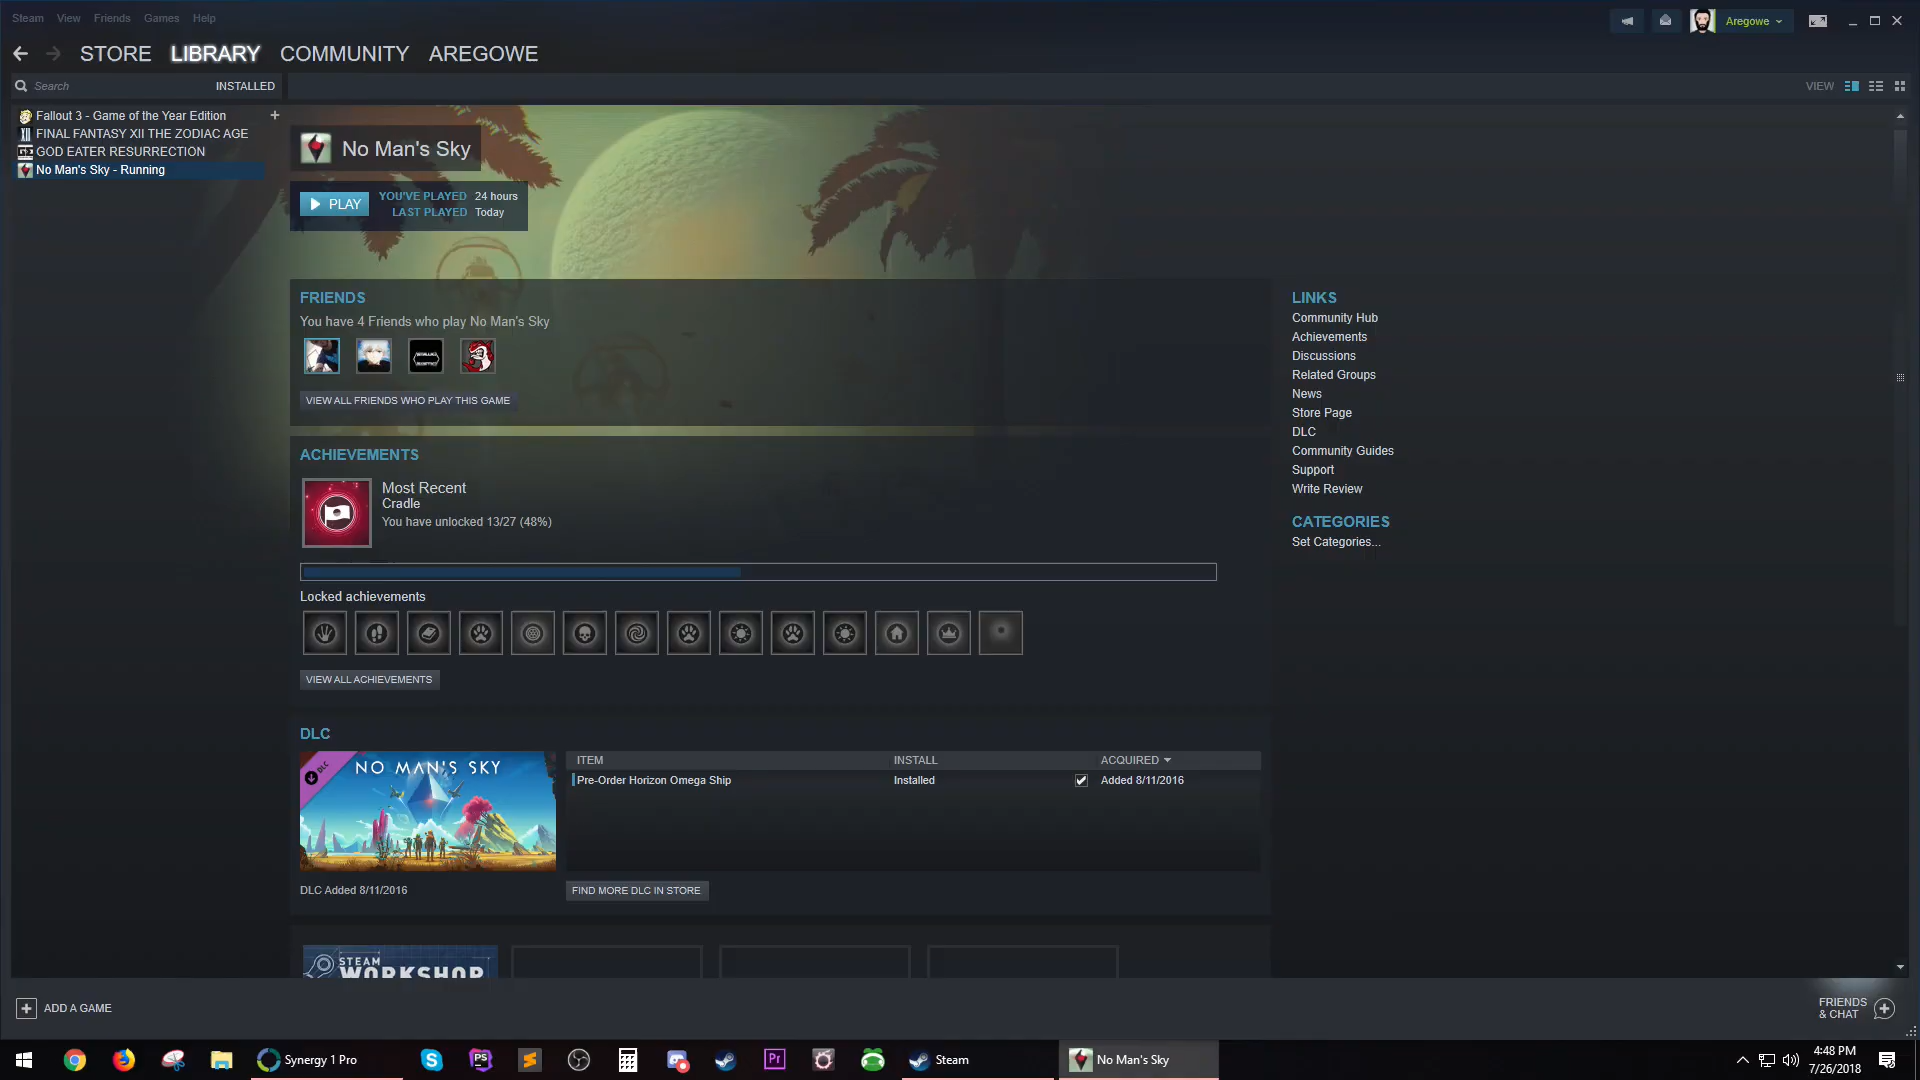 Steam View Friends Games Help
Aregowe
STORE LIBRARY COMMUNITY AREGOWE
Search INSTALLED
VIEW
Fallout 3 - Game of the Year Edition
FINAL FANTASY XII THE ZODIAC AGE
GOD EATER RESURRECTION
No Man's Sky - Running
No Man's Sky
PLAY
YOU'VE PLAYED 24 hours
LAST PLAYED Today
FRIENDS
You have 4 Friends who play No Man's Sky
VIEW ALL FRIENDS WHO PLAY THIS GAME
ACHIEVEMENTS
Most Recent
Cradle
You have unlocked 13/27 (48%)
Locked achievements
VIEW ALL ACHIEVEMENTS
DLC
DLC
NO MAN'S SKY
DLC Added 8/11/2016
ITEM INSTALL ACQUIRED
Pre-Order Horizon Omega Ship Installed Added 8/11/2016
FIND MORE DLC IN STORE
STEAM
WORKSHOP
LINKS
Community Hub
Achievements
Discussions
Related Groups
News
Store Page
DLC
Community Guides
Support
Write Review
CATEGORIES
Set Categories...
ADD A GAME
FRIENDS
& CHAT
Synergy 1 Pro
PS
Pr
Steam
No Man's Sky
4:48 PM
7/26/2018